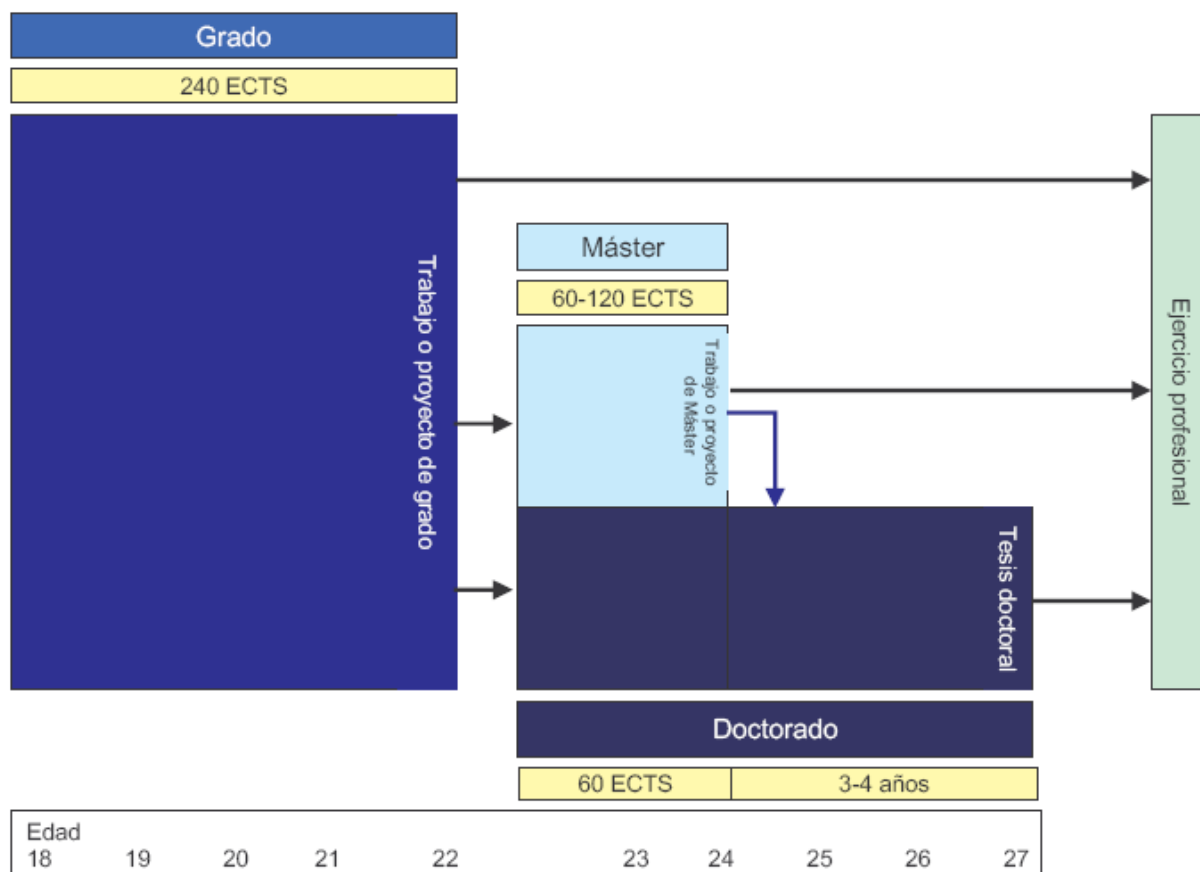 Grado
240 ECTS
Trabajo o proyecto de grado
Máster
60-120 ECTS
Trabajo o proyecto
de Máster
Ejercicio profesional
Tesis doctoral
Doctorado
60 ECTS
3-4 años
Edad
18 19 20 21 22 23 24 25 26 27